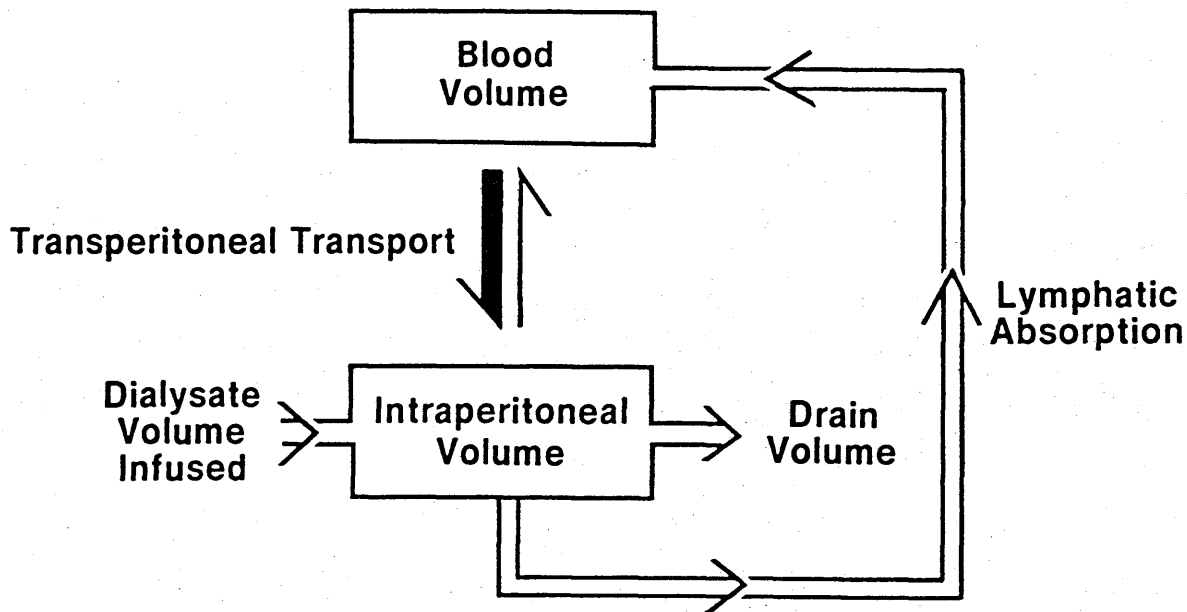 Blood
Volume
Transperitoneal Transport
Lymphatic
Absorption
Dialysate
Volume
Infused
Intraperitoneal
Volume
Drain
Volume